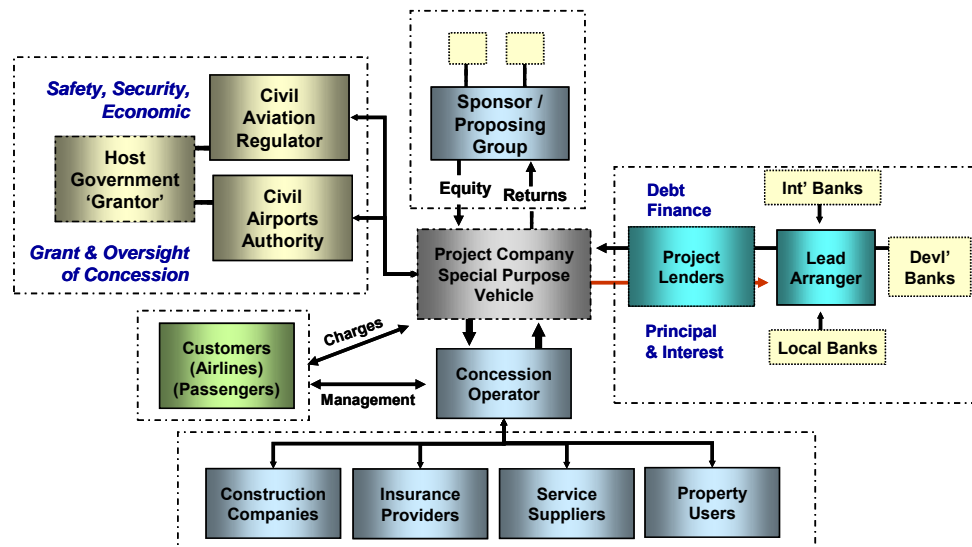 Safety, Security,
Economic
Civil
Aviation
Regulator
Host
Government
‘Grantor’
Civil
Airports
Authority
Grant & Oversight
of Concession
Sponsor /
Proposing
Group
Equity
Returns
Project Company
Special Purpose
Vehicle
Debt
Finance
Int’ Banks
Project
Lenders
Lead
Arranger
Devl’
Banks
Principal
& Interest
Local Banks
Customers
(Airlines)
(Passengers)
Charges
Management
Concession
Operator
Construction
Companies
Insurance
Providers
Service
Suppliers
Property
Users